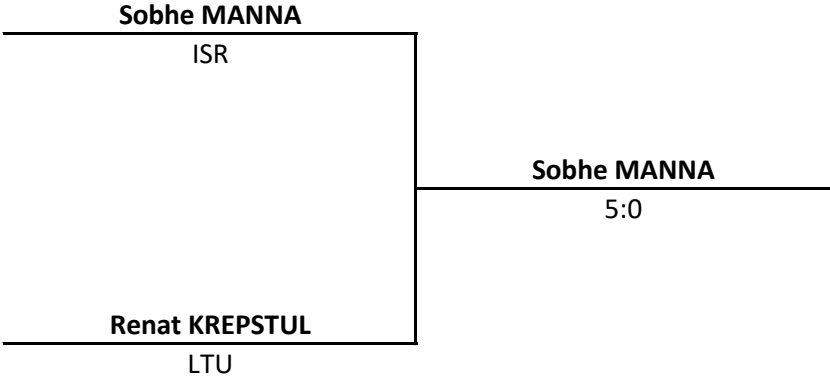 Sobhe MANNA
ISR
Sobhe MANNA
5:0
Renat KREPSTUL
LTU